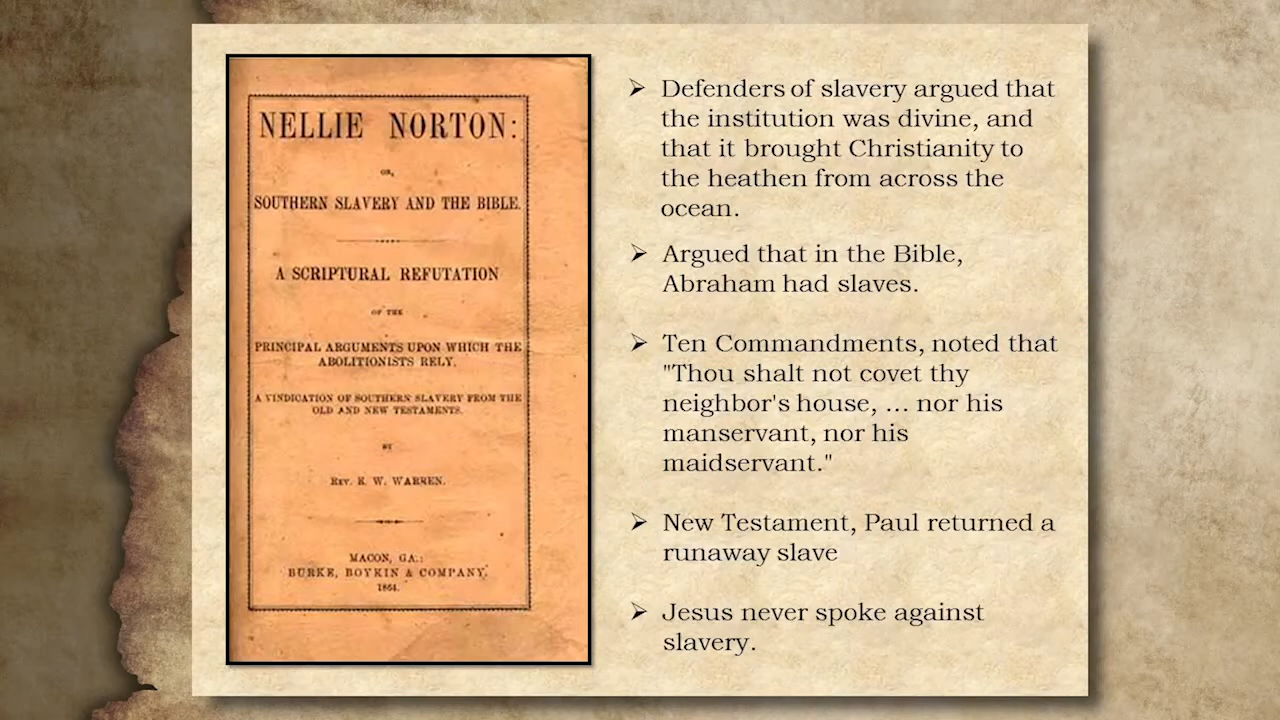 NELLIE NORTON:
OR,
SOUTHERN SLAVERY AND THE BIBLE.
A SCRIPTURAL REFUTATION
OF THE
PRINCIPAL ARGUMENTS UPON WHICH THE
ABOLITIONISTS RELY.
A VINDICATION OF SOUTHERN SLAVERY FROM THE
OLD AND NEW TESTAMENTS.
BY
REV. E. W. WARREN.
MACON, GA.:
BURKE, BOYKIN & COMPANY.
1864.
➢ Defenders of slavery argued that
the institution was divine, and
that it brought Christianity to
the heathen from across the
ocean.
➢ Argued that in the Bible,
Abraham had slaves.
➢ Ten Commandments, noted that
"Thou shalt not covet thy
neighbor's house, ... nor his
manservant, nor his
maidservant."
➢ New Testament, Paul returned a
runaway slave
➢ Jesus never spoke against
slavery.